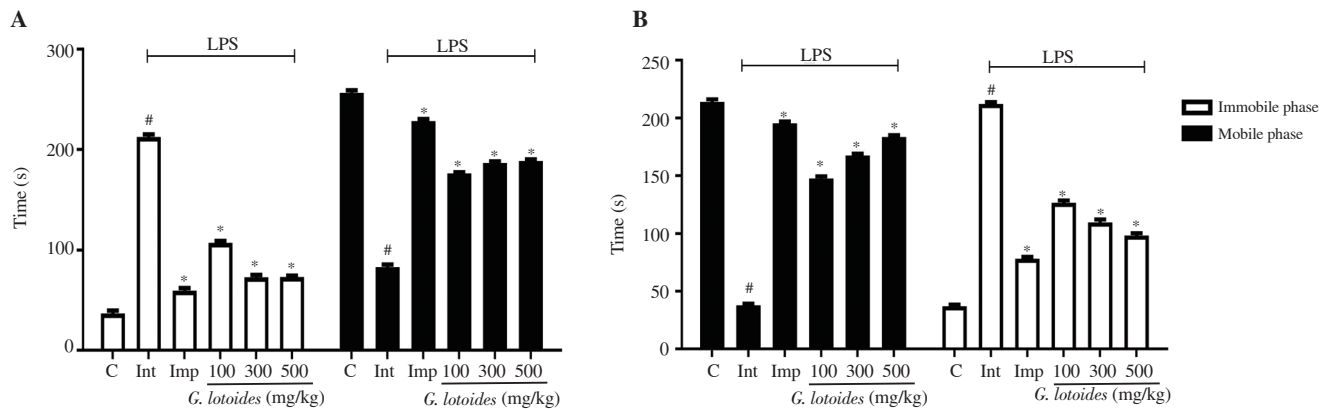 A
LPS
300
200
100
0
Time (s)
#
*
*
*
*
#
*
*
*
*
C Int Imp 100 300 500 C Int Imp 100 300 500
G. lotoides (mg/kg) G. lotoides (mg/kg)
LPS
B
LPS
250
200
150
100
50
0
Time (s)
#
*
*
*
*
#
*
*
*
*
C Int Imp 100 300 500 C Int Imp 100 300 500
G. lotoides (mg/kg) G. lotoides (mg/kg)
LPS
Immobile phase
Mobile phase